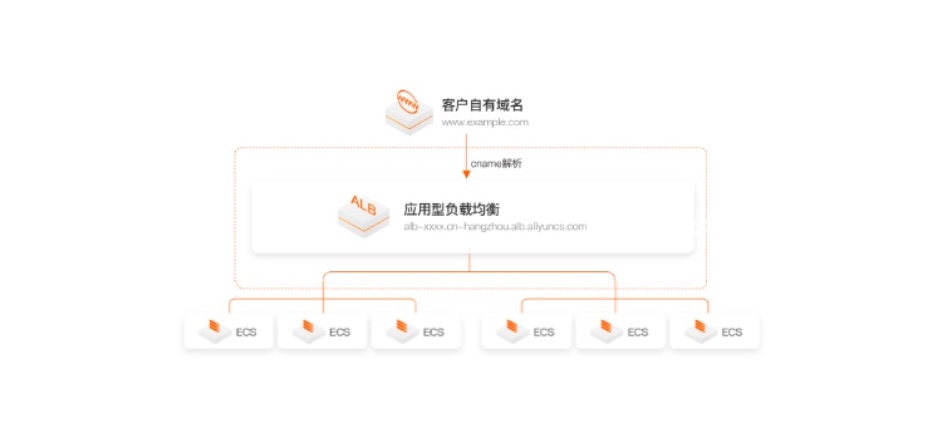 www
客户自有域名
www.example.com
cname解析
ALB
应用型负载均衡
alb-xxxx.cn-hangzhou.alb.aliyuncs.com
ECS ECS ECS ECS ECS ECS